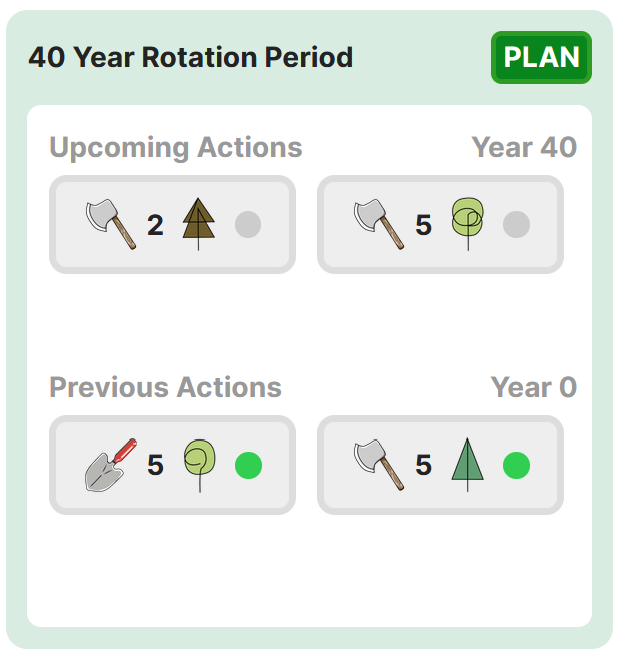 40 Year Rotation Period
PLAN
Upcoming Actions Year 40
2 5
Previous Actions Year 0
5 5